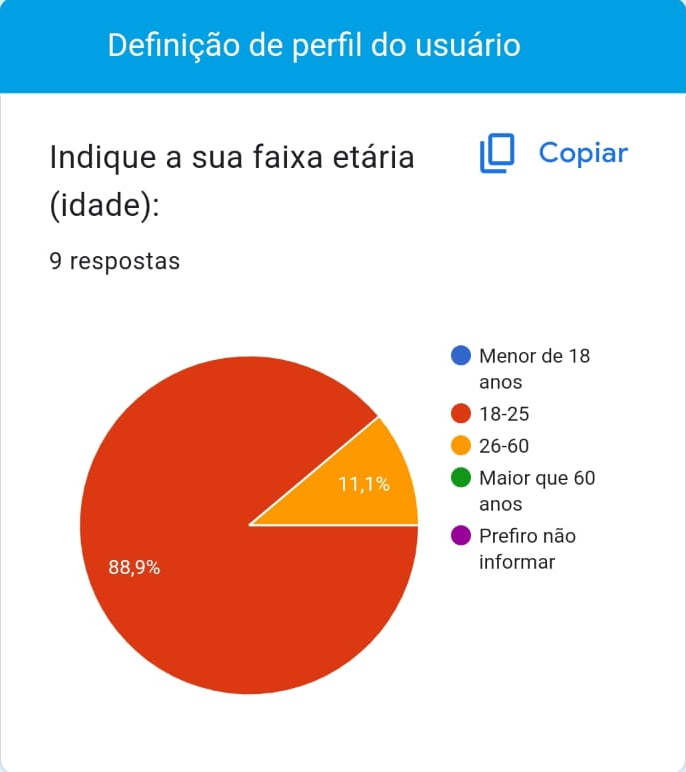 Definição de perfil do usuário
Indique a sua faixa etária
(idade):
Copiar
9 respostas
Menor de 18
anos
18-25
26-60
Maior que 60
anos
Prefiro não
informar
11,1%
88,9%